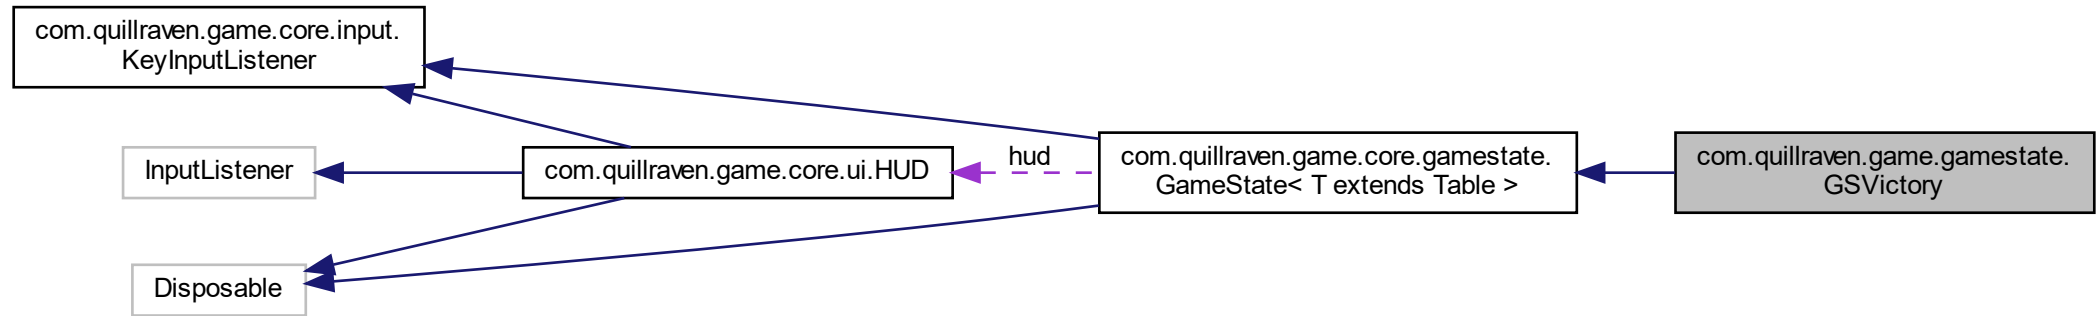 com.quillraven.game.core.input.
KeyInputListener
InputListener
Disposable
com.quillraven.game.core.ui.HUD
hud
com.quillraven.game.core.gamestate.
GameState< T extends Table >
com.quillraven.game.gamestate.
GSVictory